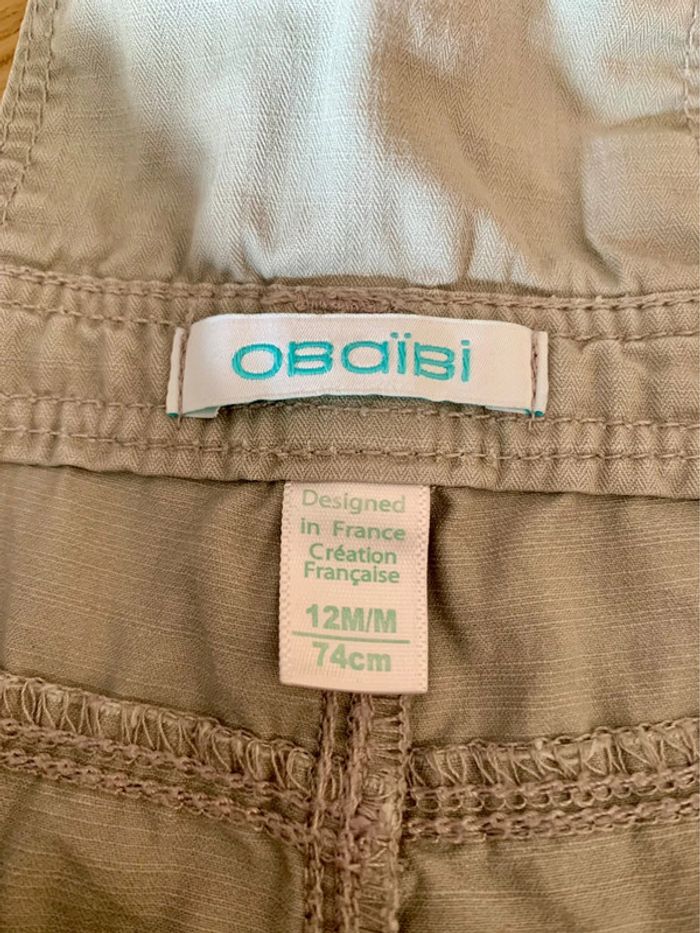 OBaïBi
Designed
in France
Création
Française
12M/M
74cm